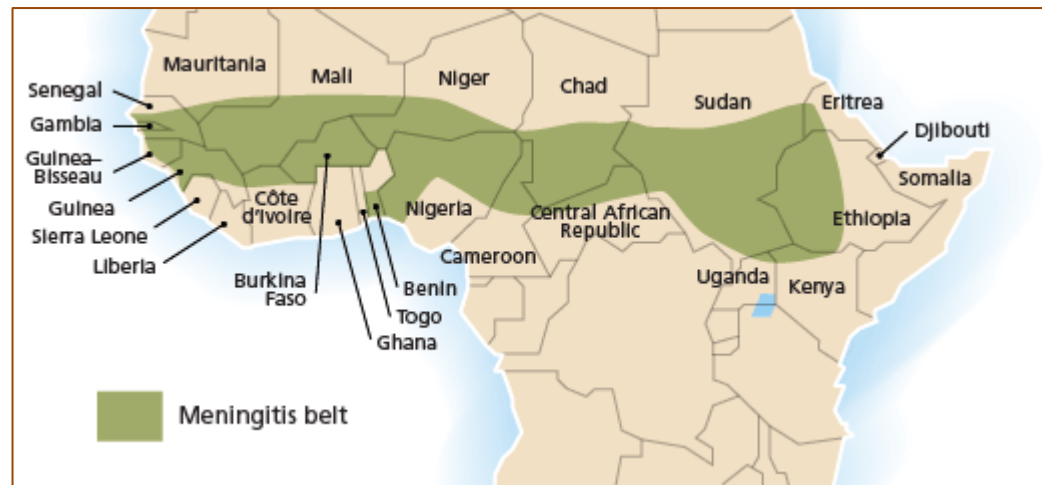 Mauritania
Mali
Niger
Chad
Sudan
Eritrea
Djibouti
Somalia
Ethiopia
Senegal
Gambia
Guinea–
Bisseau
Guinea
Sierra Leone
Liberia
Côte
d'Ivoire
Burkina
Faso
Ghana
Togo
Benin
Nigeria
Cameroon
Central African
Republic
Uganda
Kenya
Meningitis belt